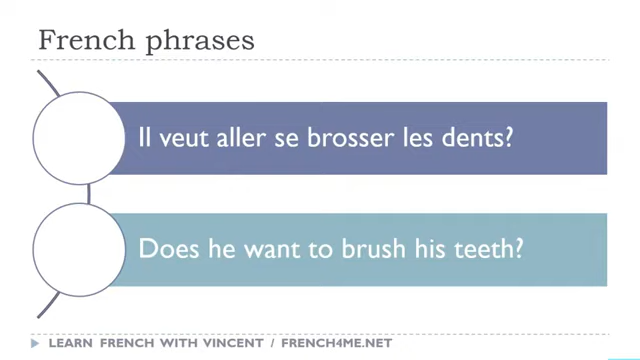 French phrases
Il veut aller se brosser les dents?
Does he want to brush his teeth?
LEARN FRENCH WITH VINCENT / FRENCH4ME.NET